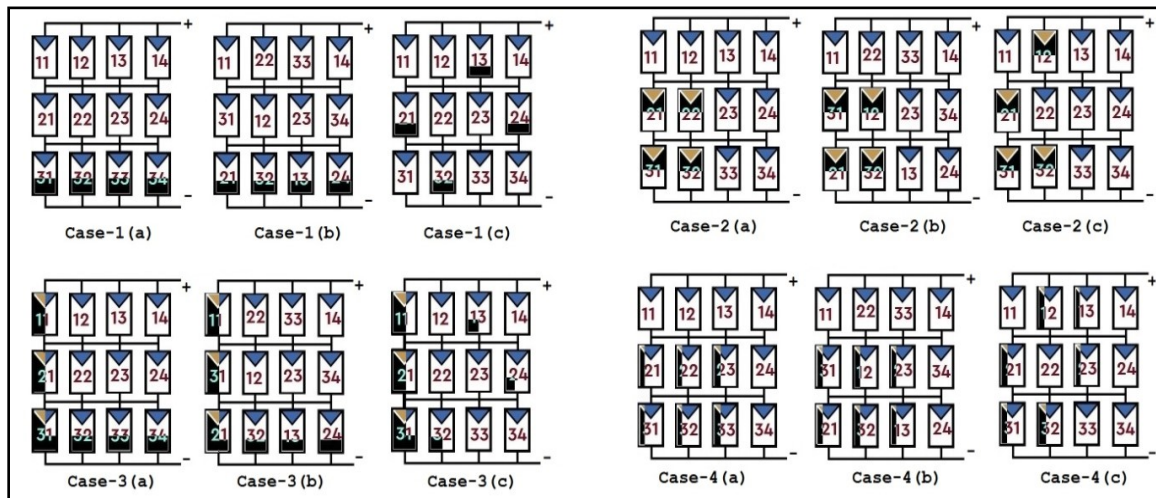 +
11 12 13 14
21 22 23 24
31 32 33 34
-
Case-1(a)
+
11 22 33 14
31 12 23 34
21 32 13 24
-
Case-1(b)
+
11 12 13 14
21 22 23 24
31 32 33 34
-
Case-1(c)
+
11 12 13 14
21 22 23 24
31 32 33 34
-
Case-2(a)
+
11 22 33 14
31 12 23 34
21 32 13 24
-
Case-2(b)
+
11 12 13 14
21 22 23 24
31 32 33 34
-
Case-2(c)
+
11 12 13 14
21 22 23 24
31 32 33 34
-
Case-3(a)
+
11 22 33 14
31 12 23 34
21 32 13 24
-
Case-3(b)
+
11 12 13 14
21 22 23 24
31 32 33 34
-
Case-3(c)
+
11 12 13 14
21 22 23 24
31 32 33 34
-
Case-4(a)
+
11 22 33 14
31 12 23 34
21 32 13 24
-
Case-4(b)
+
11 12 13 14
21 22 23 24
31 32 33 34
-
Case-4(c)